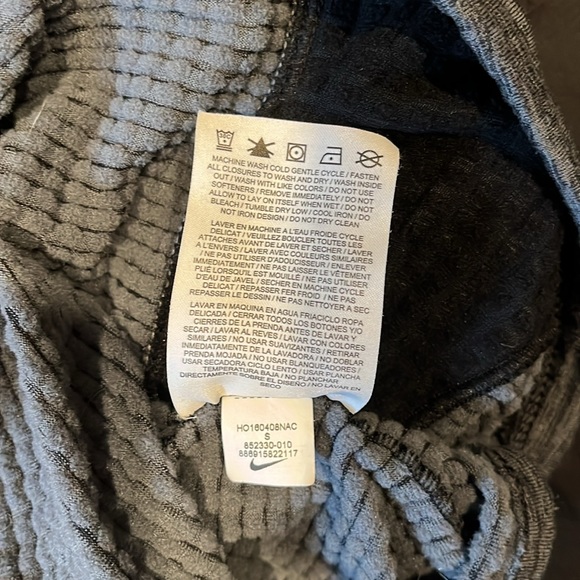 MACHINE WASH COLD GENTLE CYCLE / FASTEN
ALL CLOSURES TO WASH AND DRY / WASH INSIDE
OUT / WASH WITH LIKE COLORS / DO NOT USE
SOFTENERS / REMOVE IMMEDIATELY / DO NOT
ALLOW TO LAY ON ITSELF WHEN WET / DO NOT
BLEACH / TUMBLE DRY LOW / COOL IRON / DO
NOT IRON DESIGN / DO NOT DRY CLEAN
LAVER EN MACHINE A L'EAU FROIDE CYCLE
DELICAT / VEUILLEZ BOUCLER TOUTES LES
ATTACHES AVANT DE LAVER ET SECHER / LAVER
A L'ENVERS / LAVER AVEC COULEURS SIMILAIRES
/ NE PAS UTILISER D'ADOUCISSEUR / ENLEVER
IMMÉDIATEMENT / NE PAS LAISSER LE VÊTEMENT
PLIÉ LORSQU'IL EST MOUILLÉ / NE PAS UTILISER
D'EAU DE JAVEL / SECHER EN MACHINE CYCLE
DELICAT / REPASSER FER FROID / NE PAS
REPASSER LE DESSIN / NE PAS NETTOYER A SEC
LAVAR EN MAQUINA EN AGUA FRIA/CICLO ROPA
DELICADA / CERRAR TODOS LOS BOTONES Y/O
CIERRES DE LA PRENDA ANTES DE LAVAR Y
SECAR / LAVAR AL REVES / LAVAR CON COLORES
SIMILARES / NO USAR SUAVIZANTES / RETIRAR
INMEDIATAMENTE DE LA LAVADORA / NO DOBLAR
PRENDA MOJADA / NO USAR BLANQUEADORES /
USAR SECADORA CICLO LENTO / USAR PLANCHA
TEMPERATURA BAJA / NO PLANCHAR
DIRECTAMENTE SOBRE EL DISEÑO / NO LAVAR EN
SECO
HO160408NAC
S
852330-010
886915822117